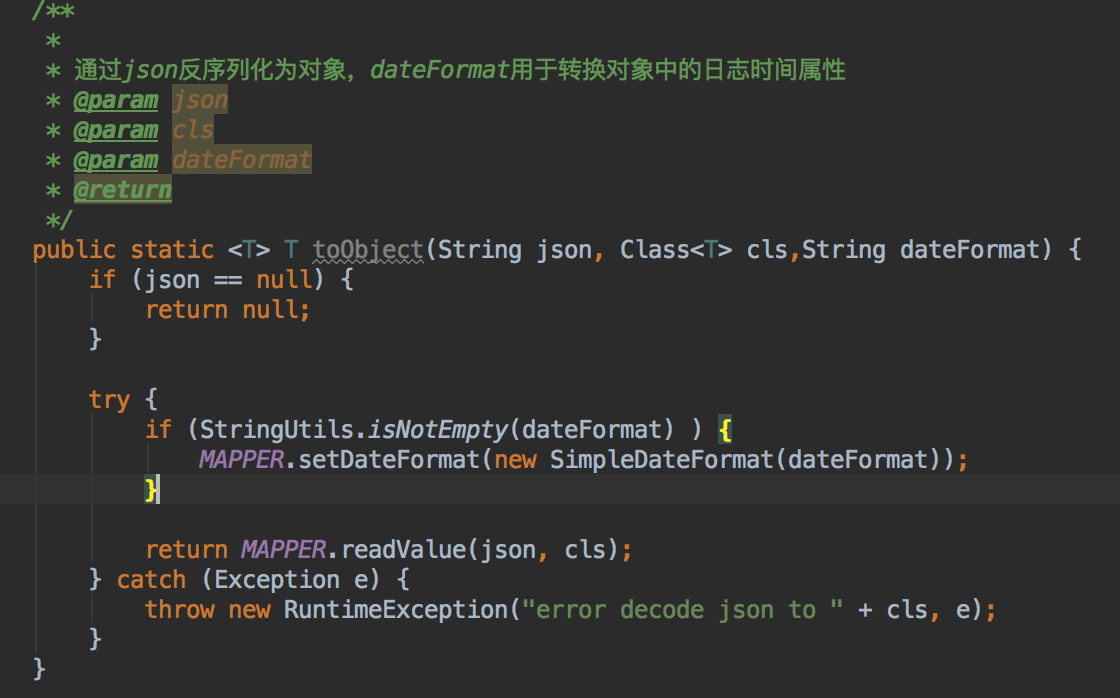 /**
 *
 * 通过json反序列化为对象，dateFormat用于转换对象中的日志时间属性
 * @param json
 * @param cls
 * @param dateFormat
 * @return
 */
public static <T> T toObject(String json, Class<T> cls,String dateFormat) {
    if (json == null) {
        return null;
    }
    try {
        if (StringUtils.isNotEmpty(dateFormat) ) {
            MAPPER.setDateFormat(new SimpleDateFormat(dateFormat));
        }
        return MAPPER.readValue(json, cls);
    } catch (Exception e) {
        throw new RuntimeException("error decode json to " + cls, e);
    }
}